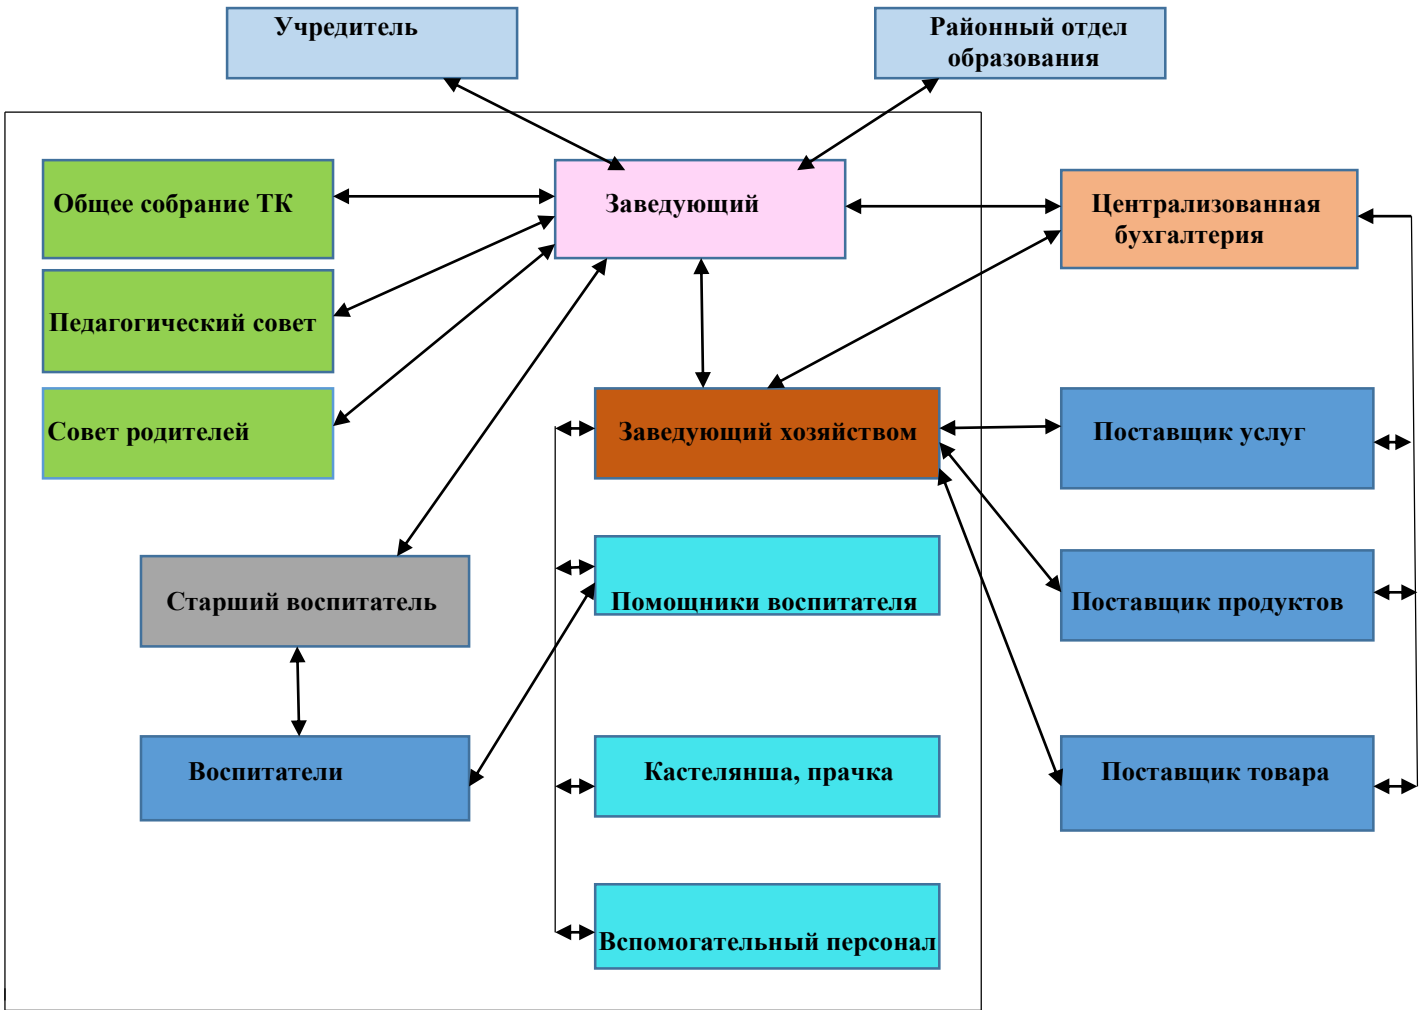 Учредитель
Районный отдел
образования
Общее собрание ТК
Заведующий
Централизованная
бухгалтерия
Педагогический совет
Совет родителей
Заведующий хозяйством
Поставщик услуг
Старший воспитатель
Помощники воспитателя
Поставщик продуктов
Воспитатели
Кастелянша, прачка
Поставщик товара
Вспомогательный персонал